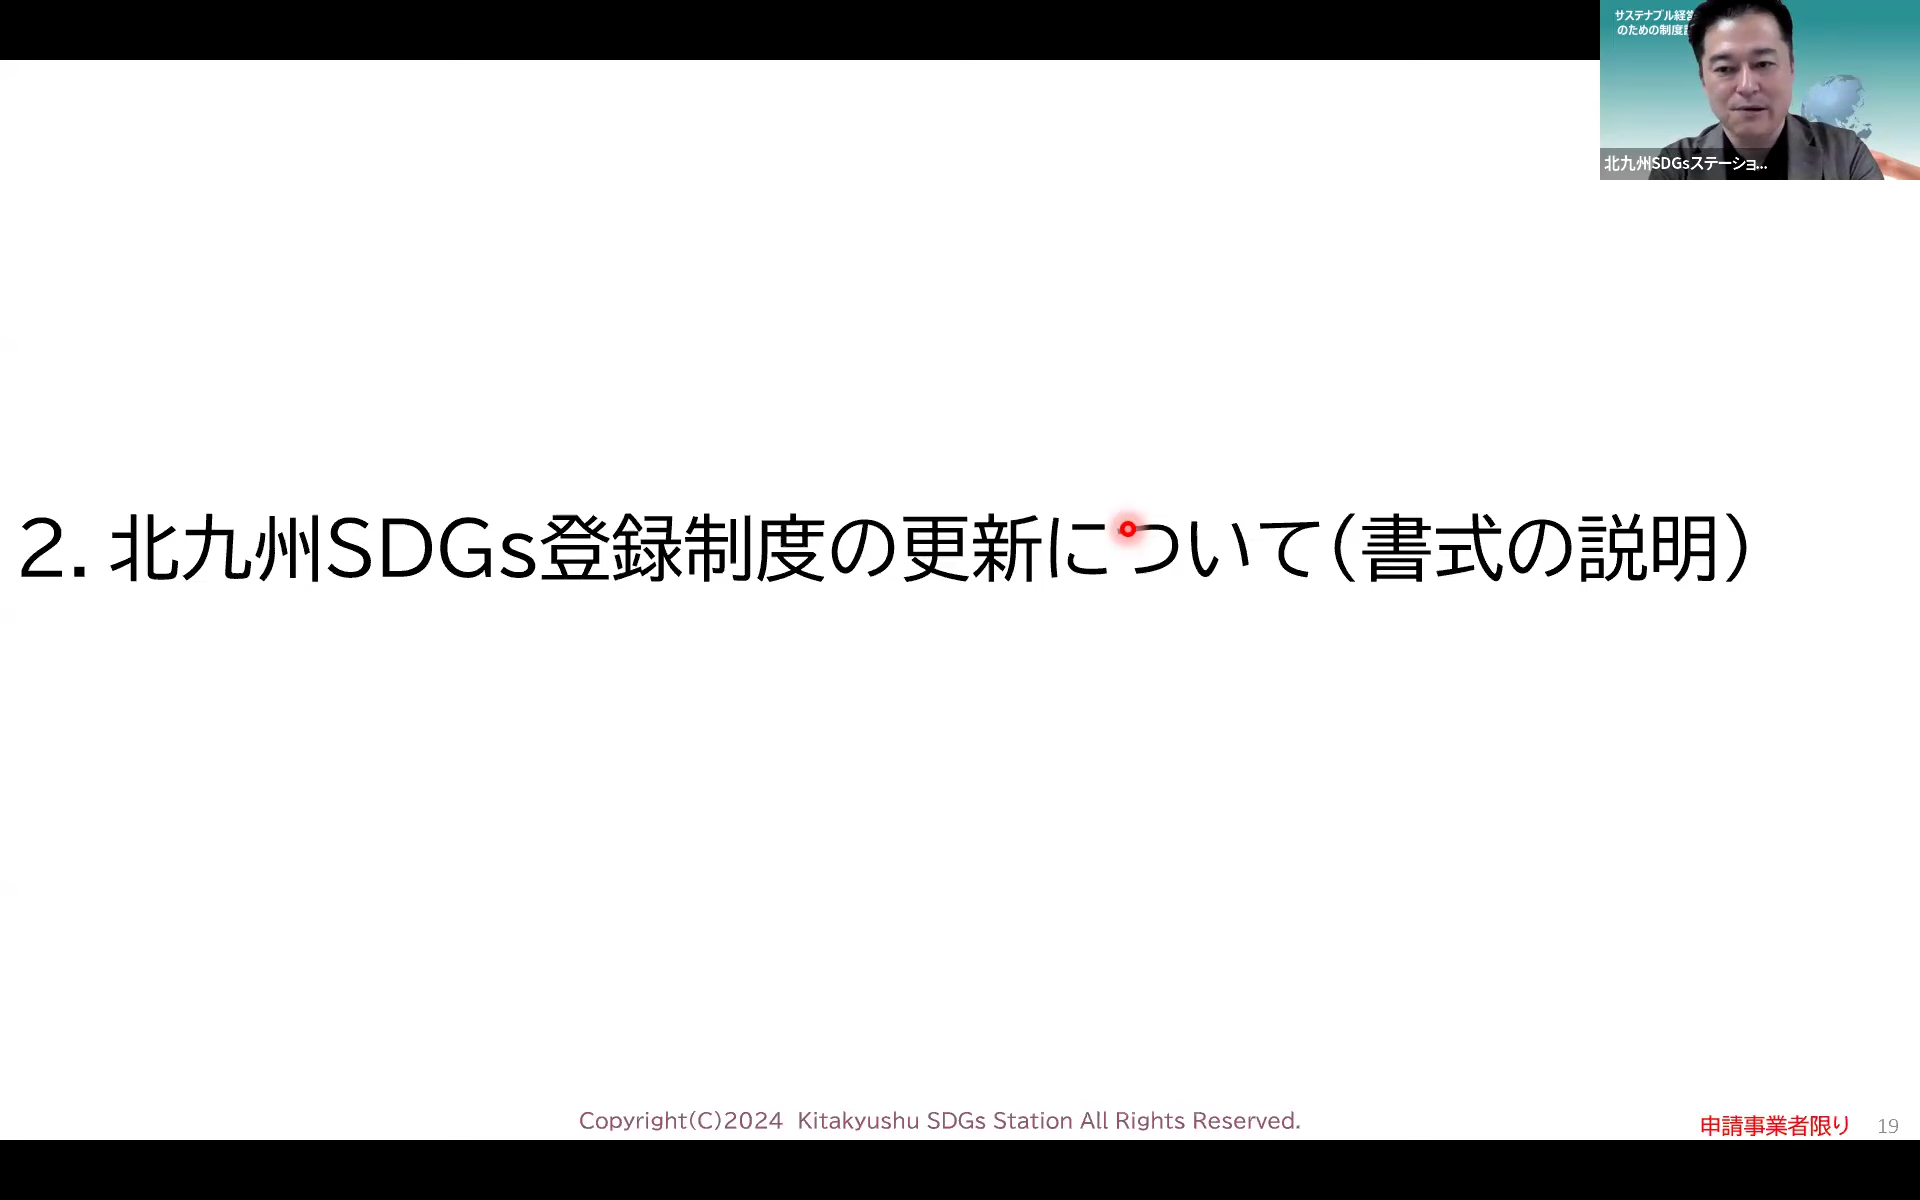 サステナブル経営
のための制度
北九州SDGsステーショ...
2. 北九州SDGs登録制度の更新について(書式の説明)
Copyright(C)2024 Kitakyushu SDGs Station All Rights Reserved.
申請事業者限り 19